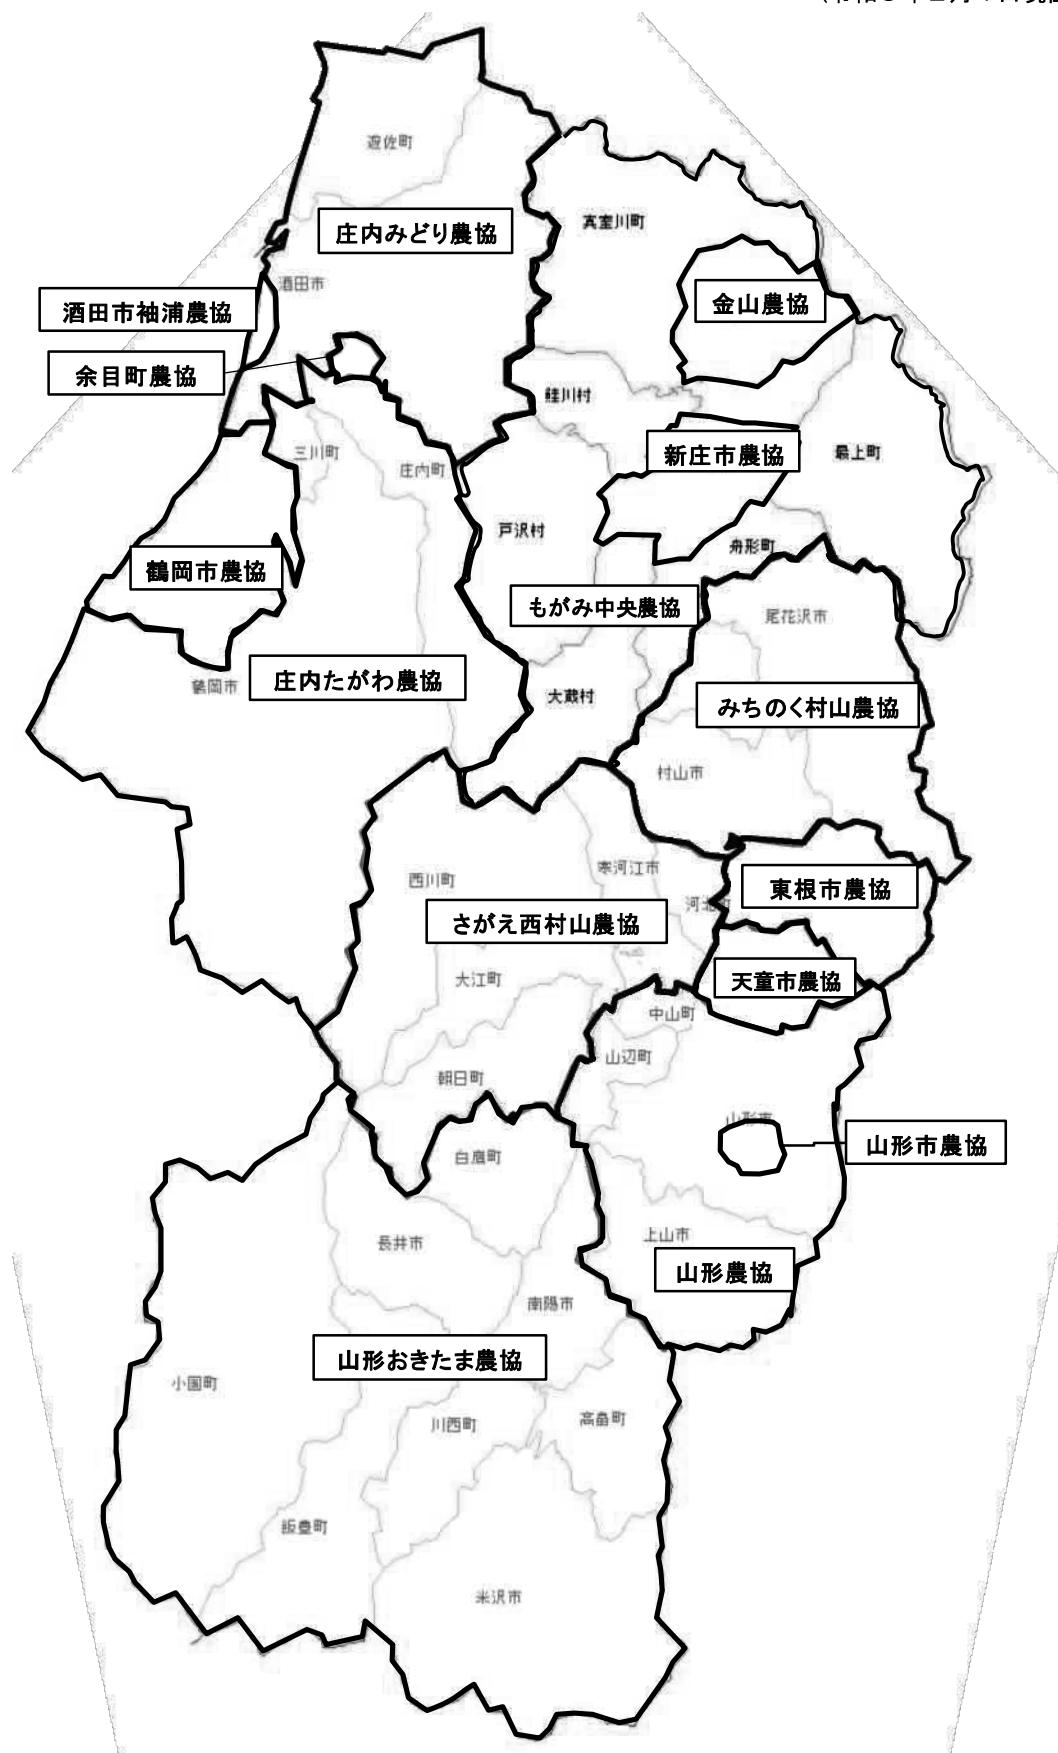 遊佐町
庄内みどり農協
真室川町
酒田市
金山農協
酒田市袖浦農協
余目町農協
鮭川村
三川町
庄内町
新庄市農協
最上町
戸沢村
舟形町
鶴岡市農協
もがみ中央農協
尾花沢市
鶴岡市
庄内たがわ農協
大蔵村
みちのく村山農協
村山市
西川町
寒河江市
東根市農協
河北町
さがえ西村山農協
大江町
天童市農協
中山町
山辺町
朝日町
山形市
山形市農協
白鷹町
長井市
上山市
山形農協
南陽市
山形おきたま農協
小国町
川西町
高畠町
飯豊町
米沢市